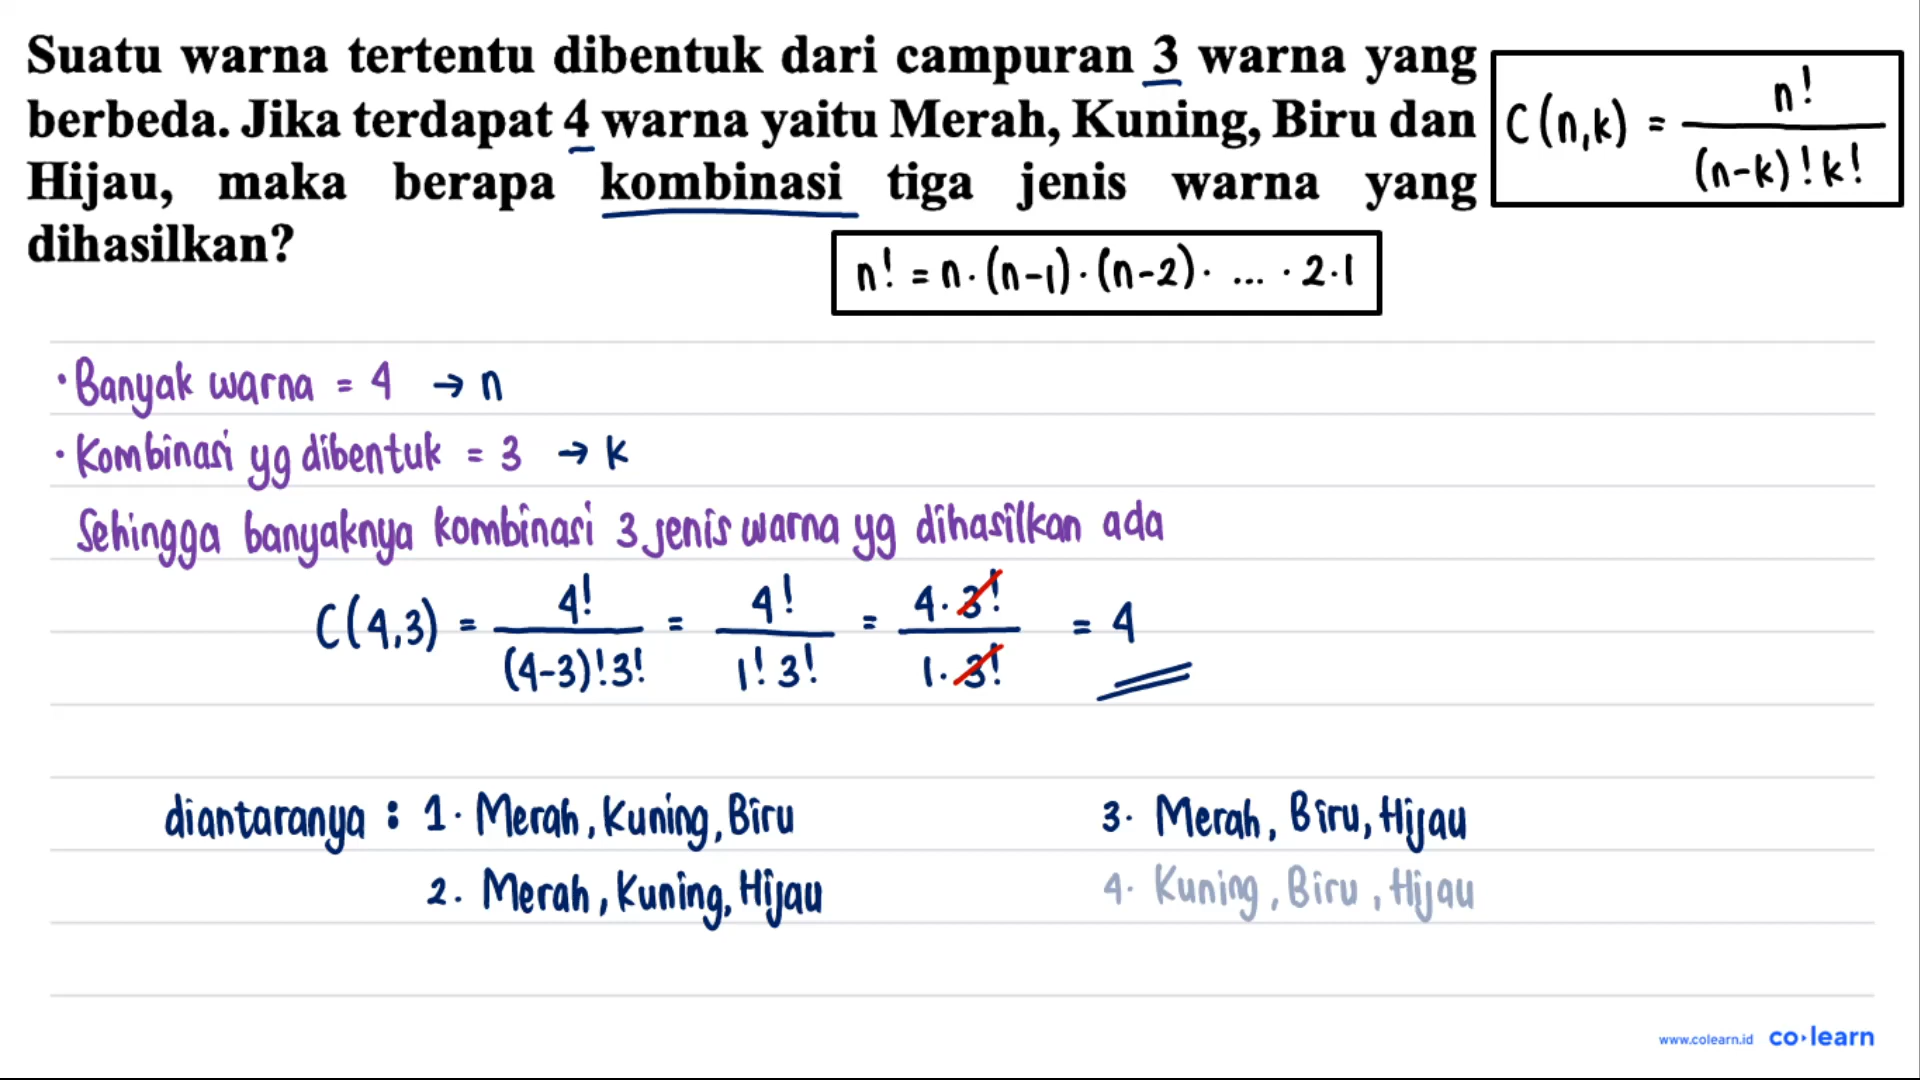 Suatu warna tertentu dibentuk dari campuran 3 warna yang
berbeda. Jika terdapat 4 warna yaitu Merah, Kuning, Biru dan
Hijau, maka berapa kombinasi tiga jenis warna yang
dihasilkan?
C(n,k) = n! / (n-k)! k!
n! = n · (n-1) · (n-2) · ... · 2 · 1
· Banyak warna = 4 → n
· Kombinasi yg dibentuk = 3 → k
Sehingga banyaknya kombinasi 3 jenis warna yg dihasilkan ada
C(4,3) = 4! / (4-3)! 3! = 4! / 1! 3! = 4 · 3! / 1 · 3! = 4
diantaranya : 1. Merah, Kuning, Biru
2. Merah, Kuning, Hijau
3. Merah, Biru, Hijau
4. Kuning, Biru, Hijau
www.colearn.id co·learn